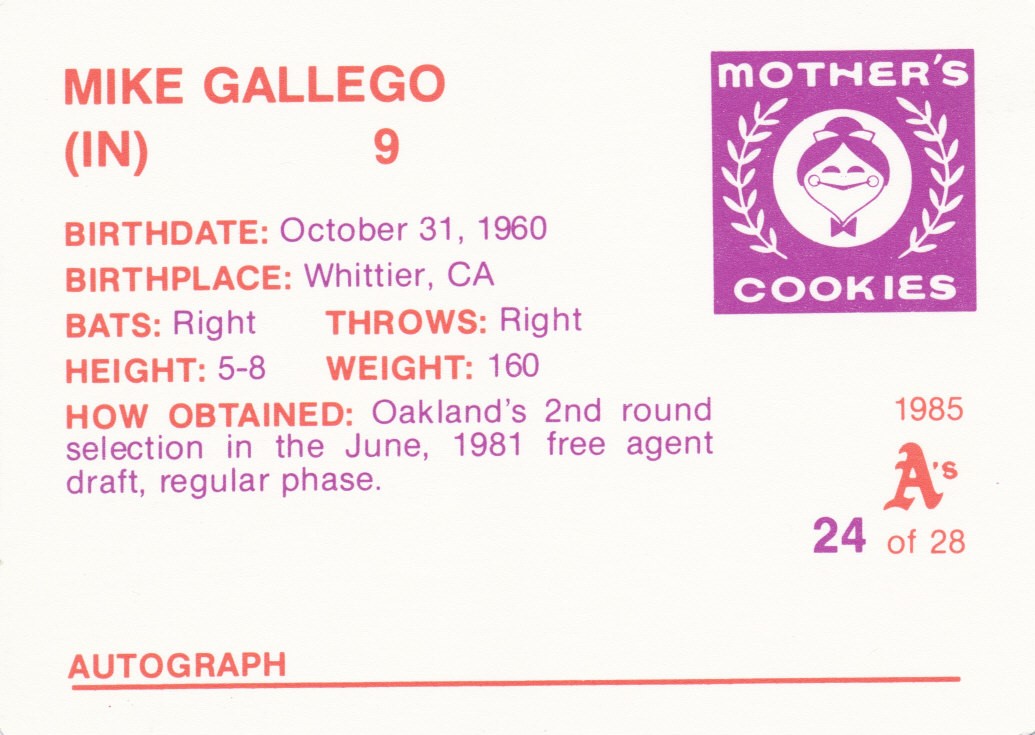 MIKE GALLEGO
(IN) 9
MOTHER'S
COOKIES
BIRTHDATE: October 31, 1960
BIRTHPLACE: Whittier, CA
BATS: Right THROWS: Right
HEIGHT: 5-8 WEIGHT: 160
HOW OBTAINED: Oakland's 2nd round
selection in the June, 1981 free agent
draft, regular phase.
1985
A's
24 of 28
AUTOGRAPH